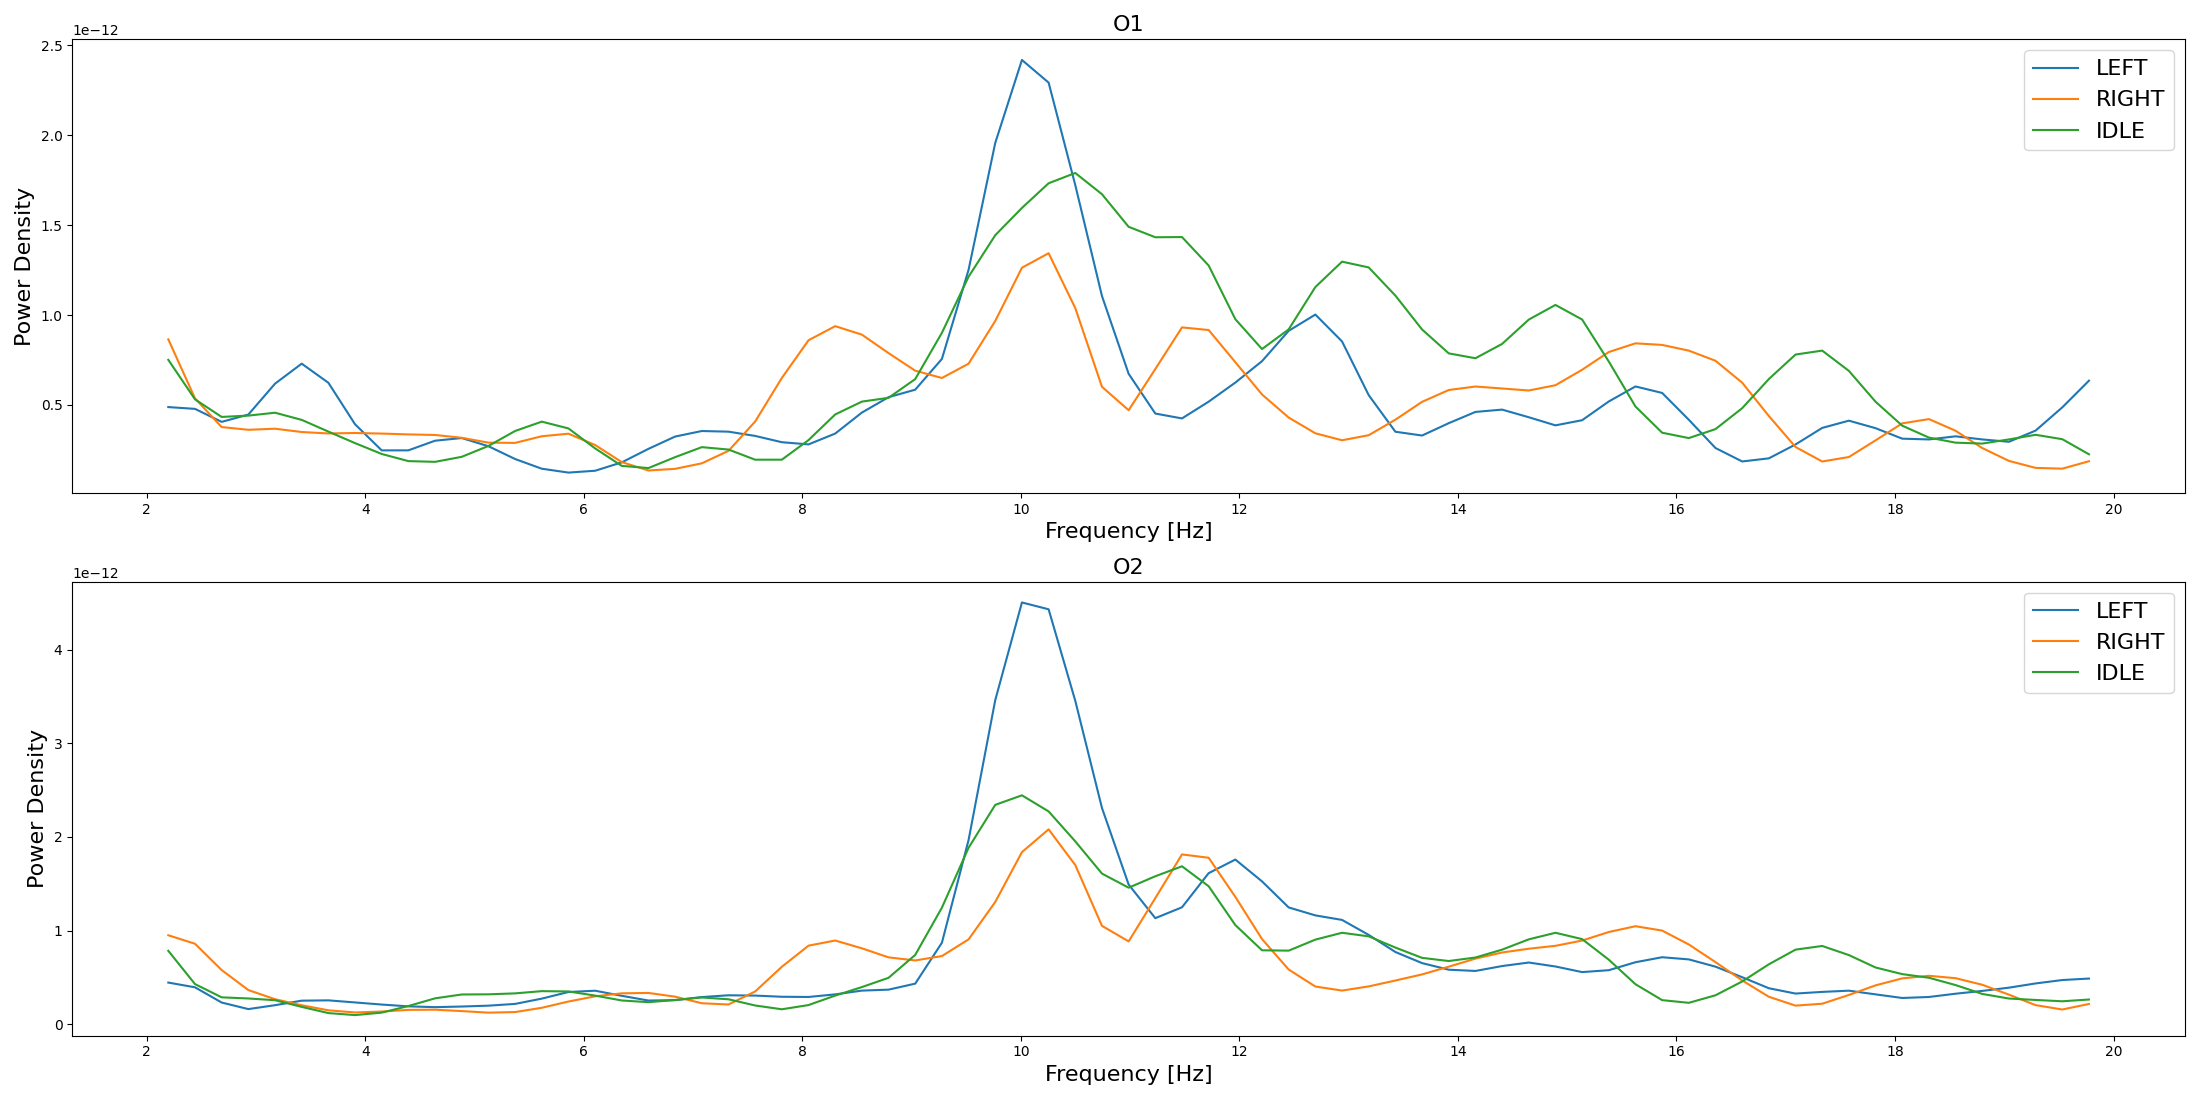 O1
1e−12
2.5
2.0
1.5
1.0
0.5
Power Density
LEFT
RIGHT
IDLE
2 4 6 8 10 12 14 16 18 20
Frequency [Hz]
O2
1e−12
4
3
2
1
0
Power Density
LEFT
RIGHT
IDLE
2 4 6 8 10 12 14 16 18 20
Frequency [Hz]